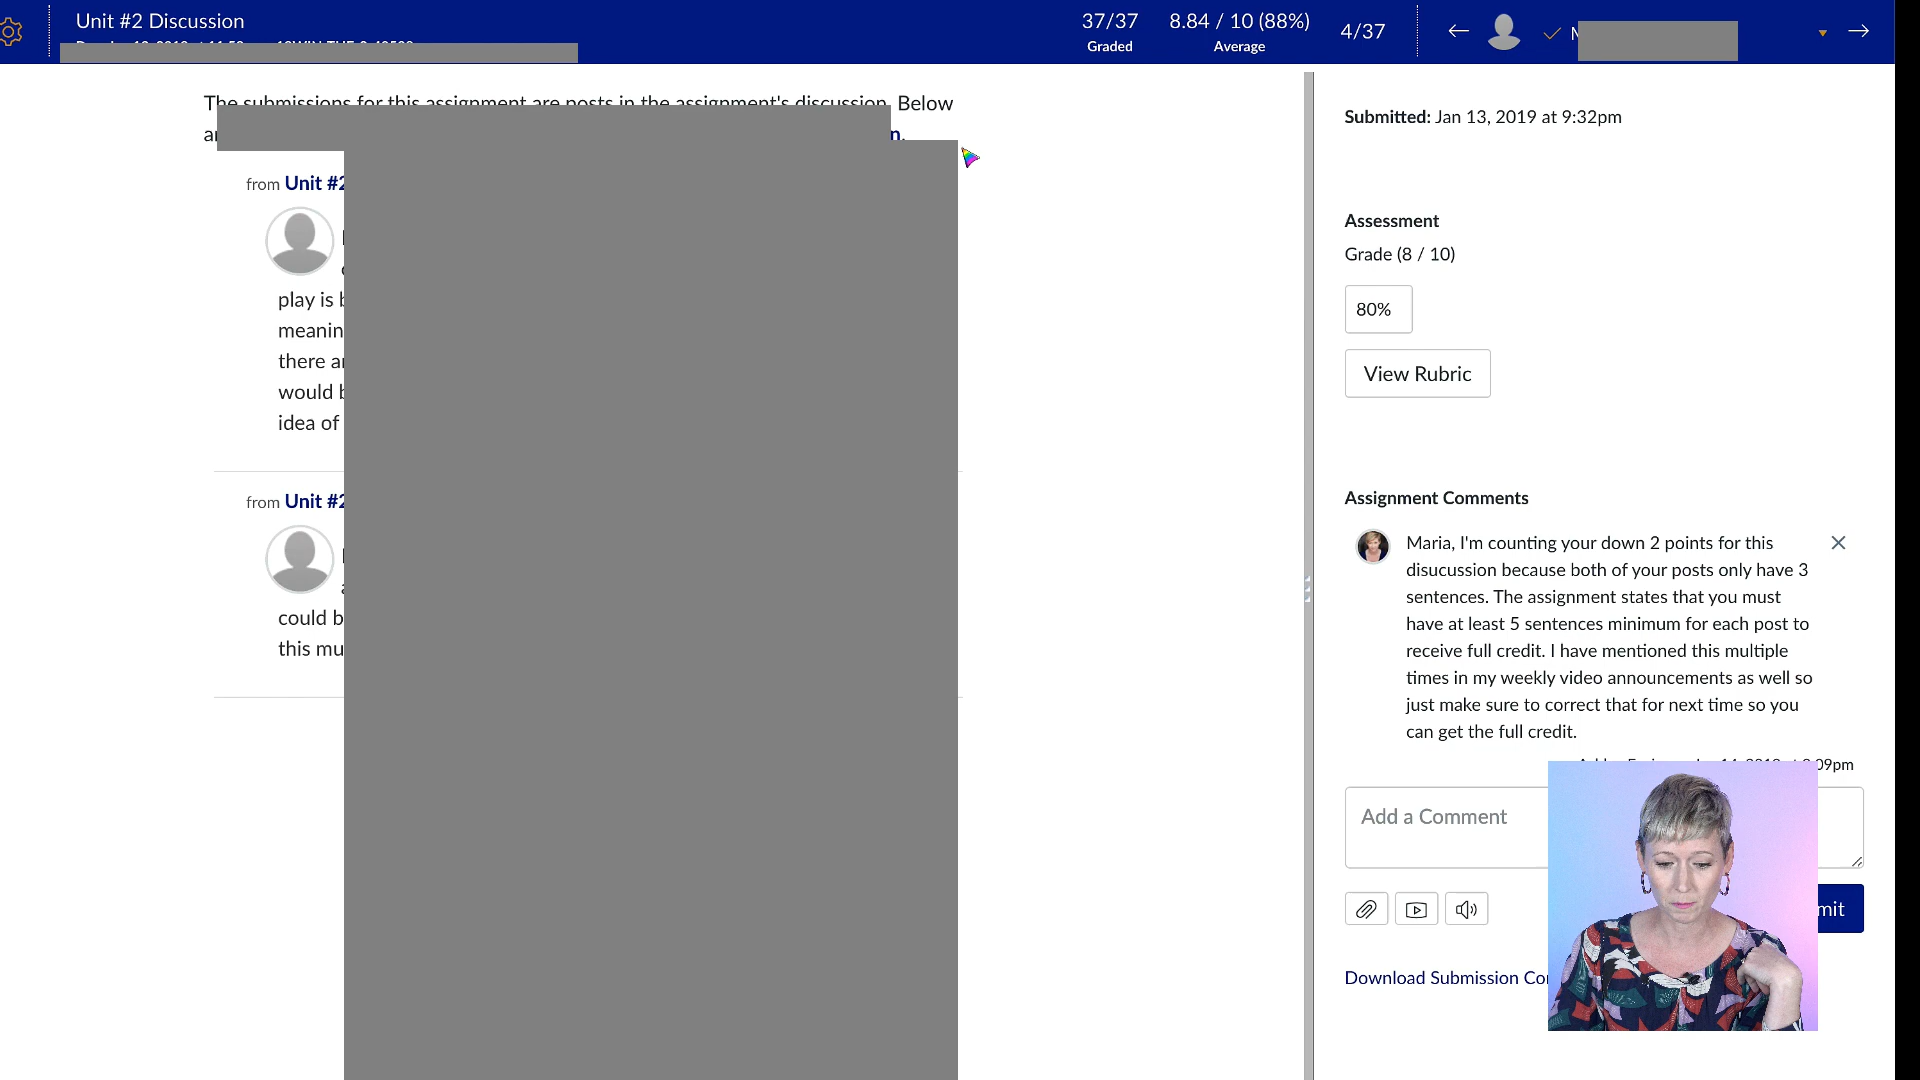 Unit #2 Discussion
37/37
Graded
8.84 / 10 (88%)
Average
4/37
The submissions for this assignment are posts in the assignment's discussion. Below
from Unit #2
play is
meanin
there
would
idea of
from Unit #2
could b
this mu
Submitted: Jan 13, 2019 at 9:32pm
Assessment
Grade (8 / 10)
80%
View Rubric
Assignment Comments
Maria, I'm counting your down 2 points for this
disucussion because both of your posts only have 3
sentences. The assignment states that you must
have at least 5 sentences minimum for each post to
receive full credit. I have mentioned this multiple
times in my weekly video announcements as well so
just make sure to correct that for next time so you
can get the full credit.
09pm
Add a Comment
mit
Download Submission